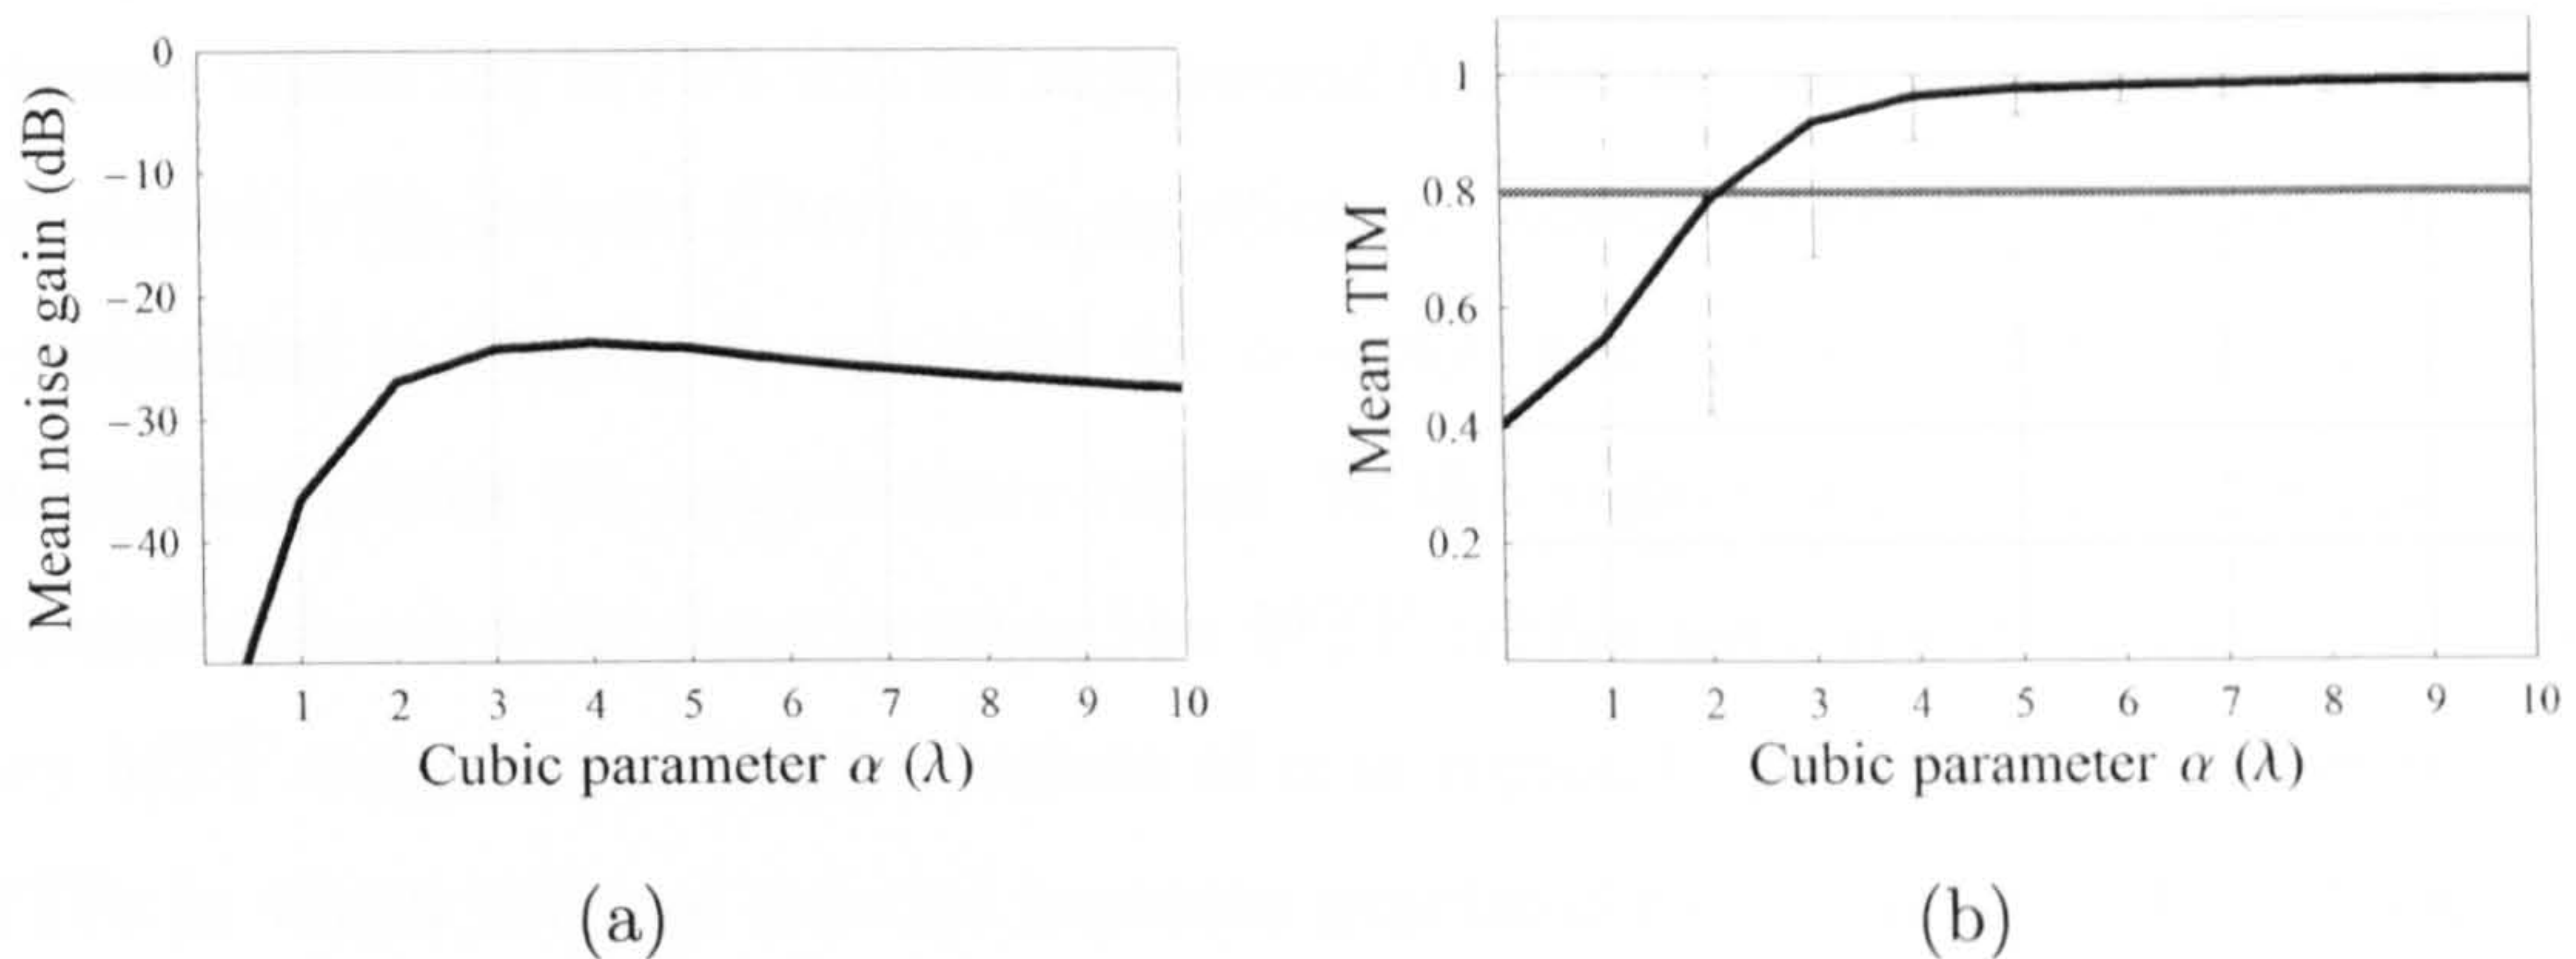 Mean noise gain (dB)
0
−10
−20
−30
−40
1 2 3 4 5 6 7 8 9 10
Cubic parameter α (λ)
(a)
Mean TIM
1
0.8
0.6
0.4
0.2
1 2 3 4 5 6 7 8 9 10
Cubic parameter α (λ)
(b)